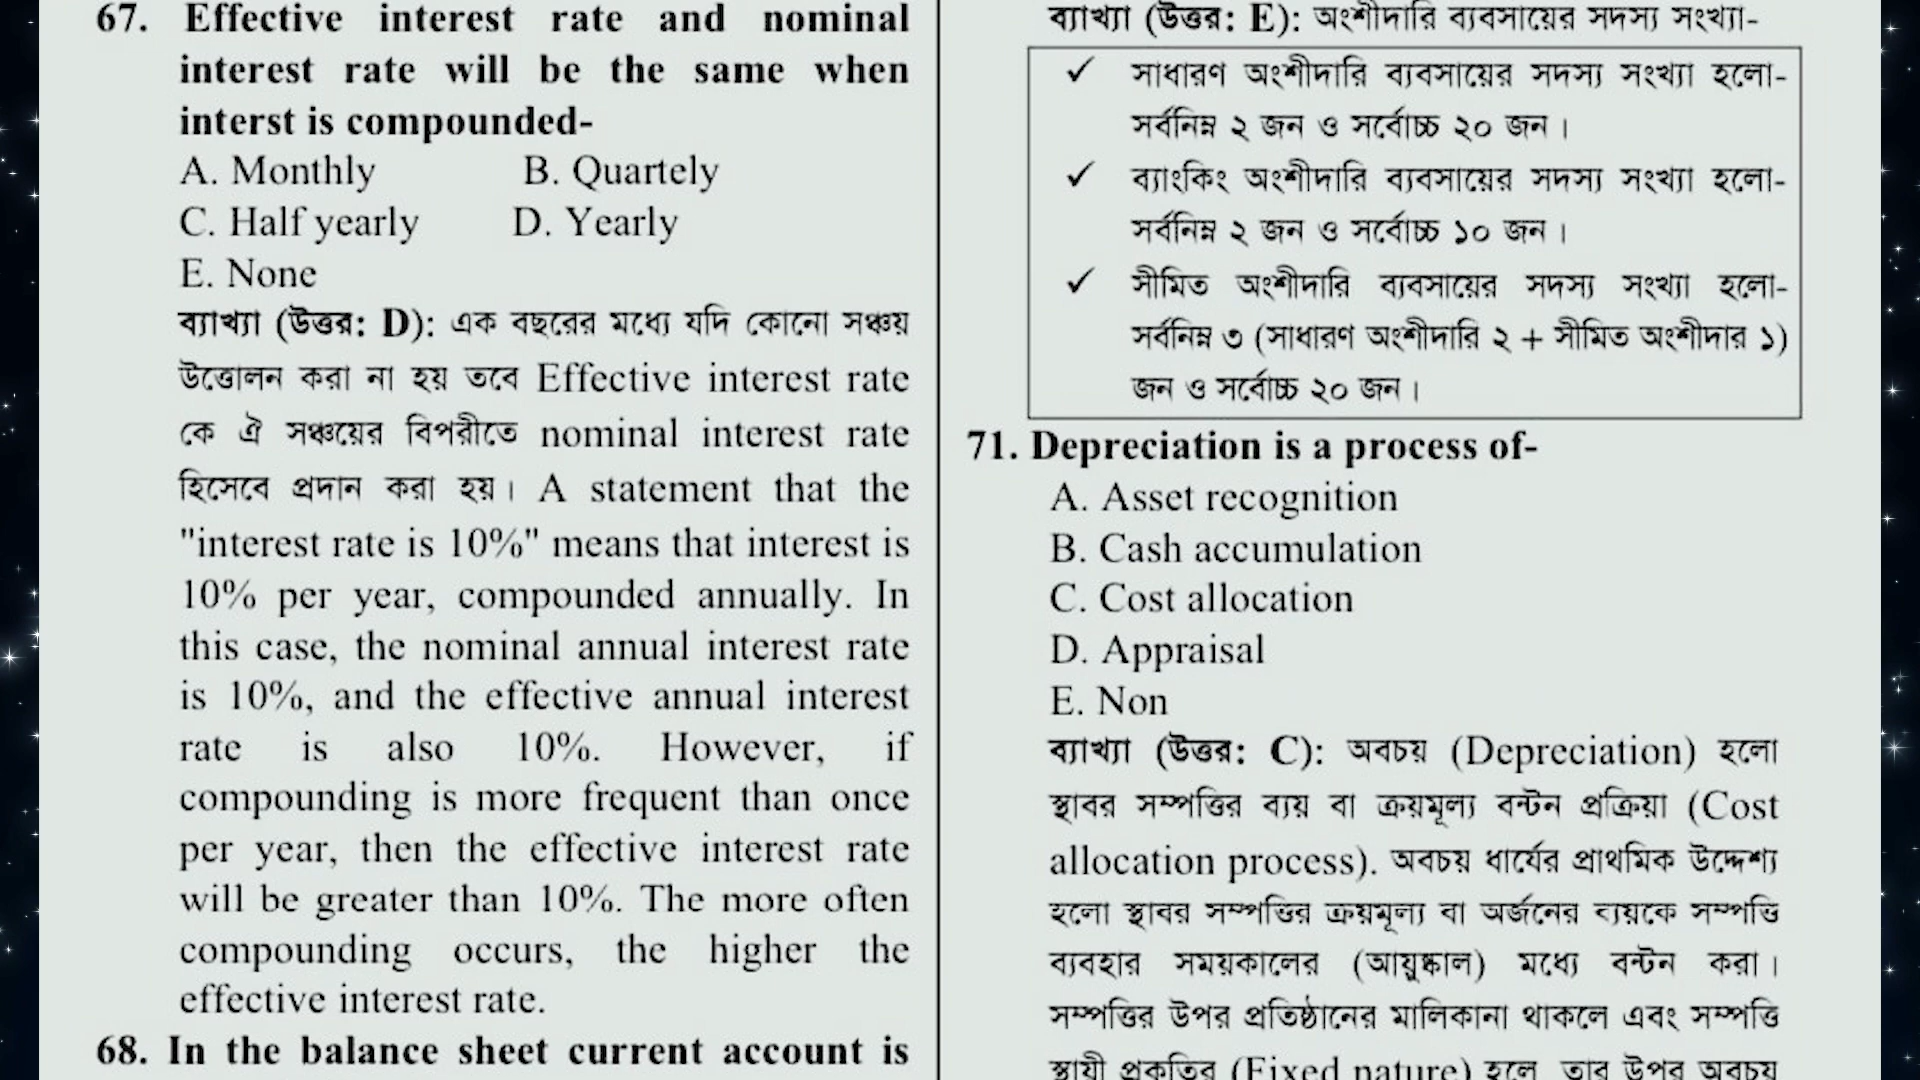 67. Effective interest rate and nominal
interest rate will be the same when
interst is compounded-
A. Monthly B. Quartely
C. Half yearly D. Yearly
E. None
ব্যাখ্যা (উত্তর: D): এক বছরের মধ্যে যদি কোনো সঞ্চয়
উত্তোলন করা না হয় তবে Effective interest rate
কে ঐ সঞ্চয়ের বিপরীতে nominal interest rate
হিসেবে প্রদান করা হয়। A statement that the
"interest rate is 10%" means that interest is
10% per year, compounded annually. In
this case, the nominal annual interest rate
is 10%, and the effective annual interest
rate is also 10%. However, if
compounding is more frequent than once
per year, then the effective interest rate
will be greater than 10%. The more often
compounding occurs, the higher the
effective interest rate.
68. In the balance sheet current account is
ব্যাখ্যা (উত্তর: E): অংশীদারি ব্যবসায়ের সদস্য সংখ্যা-
✓ সাধারণ অংশীদারি ব্যবসায়ের সদস্য সংখ্যা হলো-
সর্বনিম্ন ২ জন ও সর্বোচ্চ ২০ জন।
✓ ব্যাংকিং অংশীদারি ব্যবসায়ের সদস্য সংখ্যা হলো-
সর্বনিম্ন ২ জন ও সর্বোচ্চ ১০ জন।
✓ সীমিত অংশীদারি ব্যবসায়ের সদস্য সংখ্যা হলো-
সর্বনিম্ন ৩ (সাধারণ অংশীদারি ২ + সীমিত অংশীদার ১)
জন ও সর্বোচ্চ ২০ জন।
71. Depreciation is a process of-
A. Asset recognition
B. Cash accumulation
C. Cost allocation
D. Appraisal
E. Non
ব্যাখ্যা (উত্তর: C): অবচয় (Depreciation) হলো
স্থাবর সম্পত্তির ব্যয় বা ক্রয়মূল্য বন্টন প্রক্রিয়া (Cost
allocation process). অবচয় ধার্যের প্রাথমিক উদ্দেশ্য
হলো স্থাবর সম্পত্তির ক্রয়মূল্য বা অর্জনের ব্যয়কে সম্পত্তি
ব্যবহার সময়কালের (আয়ুষ্কাল) মধ্যে বন্টন করা।
সম্পত্তির উপর প্রতিষ্ঠানের মালিকানা থাকলে এবং সম্পত্তি
স্থায়ী প্রকৃতির (Fixed nature) হলে তার উপর অবচয়